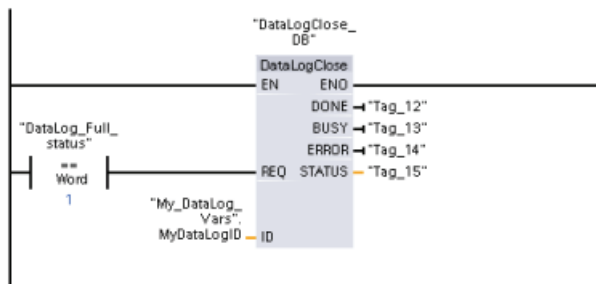 "DataLogClose_
DB"
DataLogClose
EN ENO
DONE "Tag_12"
BUSY "Tag_13"
"DataLog_Full_
status"
ERROR "Tag_14"
==
Word
REQ STATUS "Tag_15"
1
"My_DataLog_
Vars".
MyDataLogID ID